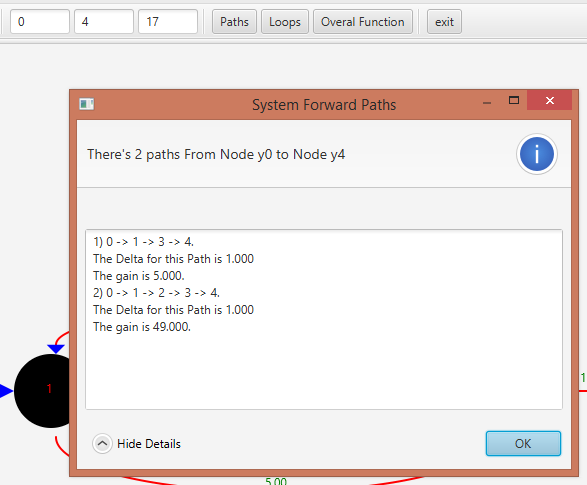 0 4 17 Paths Loops Overal Function exit
System Forward Paths
There's 2 paths From Node y0 to Node y4
1) 0 -> 1 -> 3 -> 4.
The Delta for this Path is 1.000
The gain is 5.000.
2) 0 -> 1 -> 2 -> 3 -> 4.
The Delta for this Path is 1.000
The gain is 49.000.
1
1
Hide Details OK
5.00